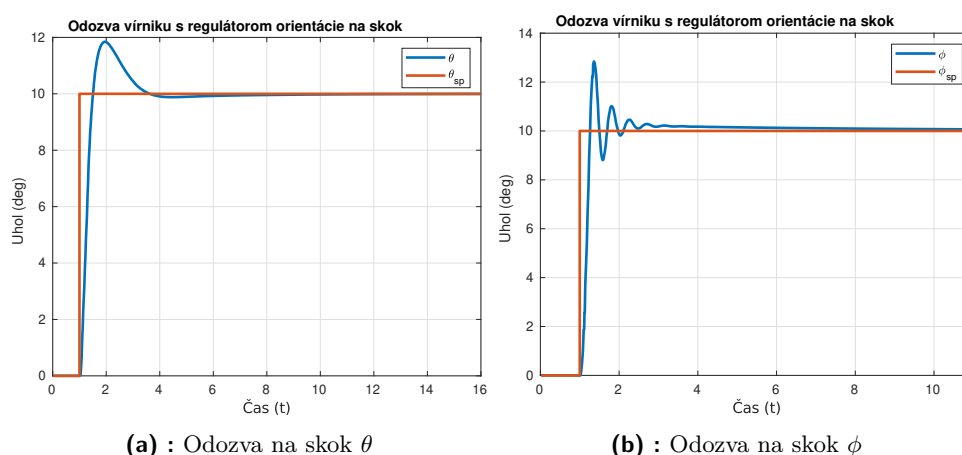 Odozva vírniku s regulátorom orientácie na skok
12
10
8
6
4
2
0
θ
θsp
Uhol (deg)
0 2 4 6 8 10 12 14 16
Čas (t)
(a) : Odozva na skok θ
Odozva vírniku s regulátorom orientácie na skok
14
12
10
8
6
4
2
0
ϕ
ϕsp
Uhol (deg)
0 2 4 6 8 10
Čas (t)
(b) : Odozva na skok ϕ